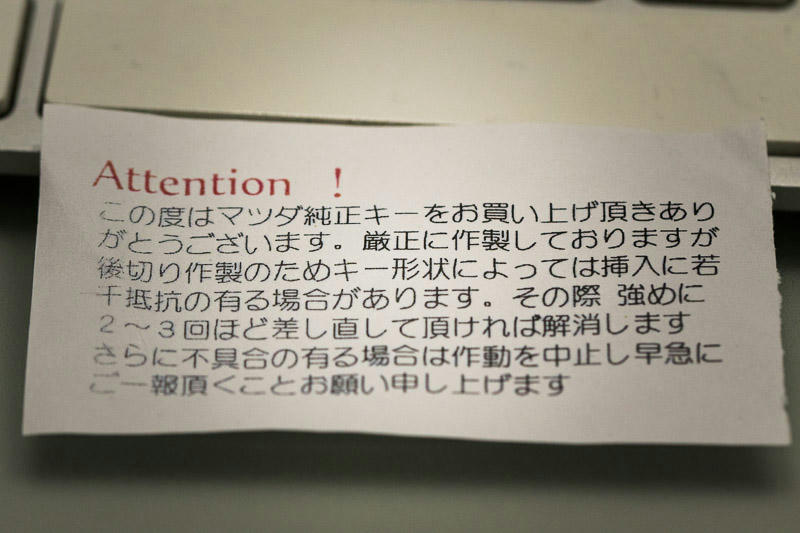 Attention !
この度はマツダ純正キーをお買い上げ頂きあり
がとうございます。厳正に作製しておりますが
後切り作製のためキー形状によっては挿入に若
干抵抗の有る場合があります。その際 強めに
2～3回ほど差し直して頂ければ解消します
さらに不具合の有る場合は作動を中止し早急に
ご一報頂くことお願い申し上げます